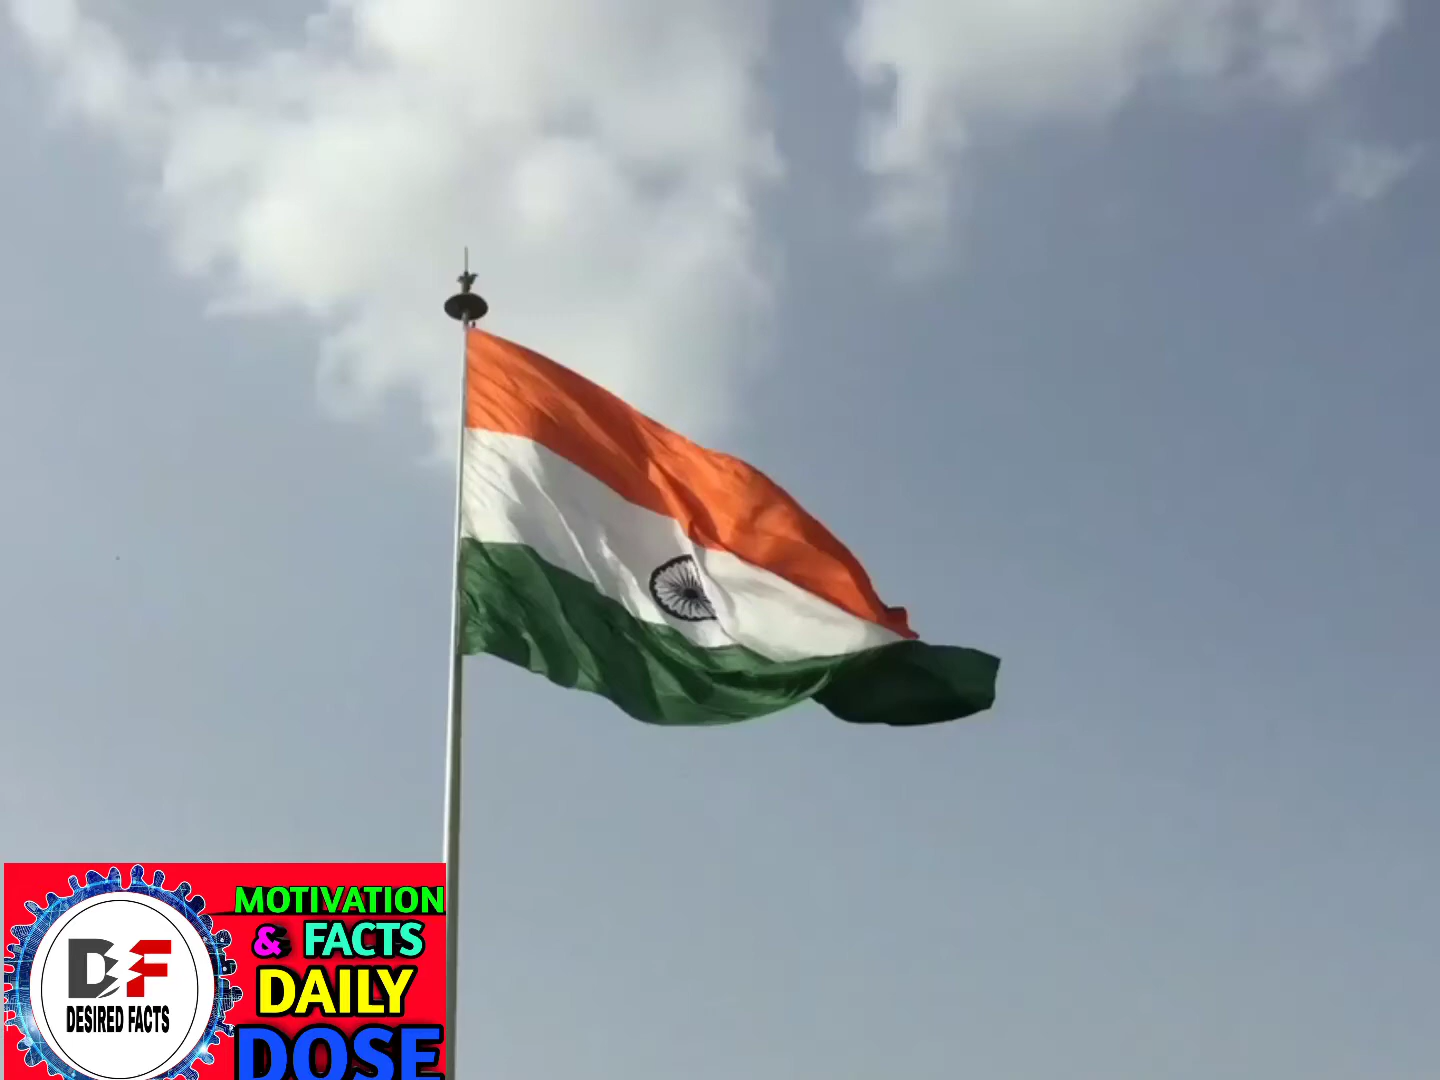 DF
DESIRED FACTS
MOTIVATION
& FACTS
DAILY
DOSE